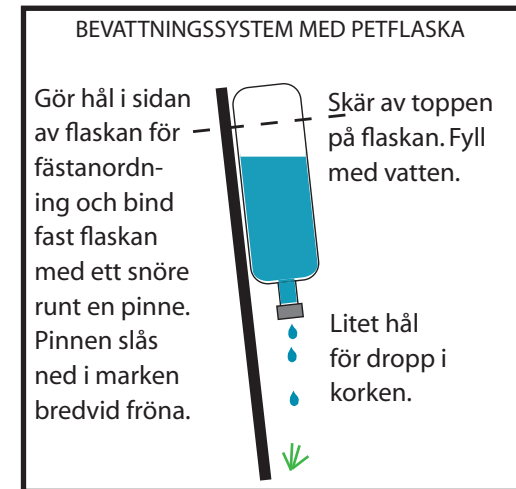 BEVATTNINGSSYSTEM MED PETFLASKA
Gör hål i sidan
av flaskan för
fästanordn-
ing och bind
fast flaskan
med ett snöre
runt en pinne.
Pinnen slås
ned i marken
bredvid fröna.
Skär av toppen
på flaskan. Fyll
med vatten.
Litet hål
för dropp i
korken.